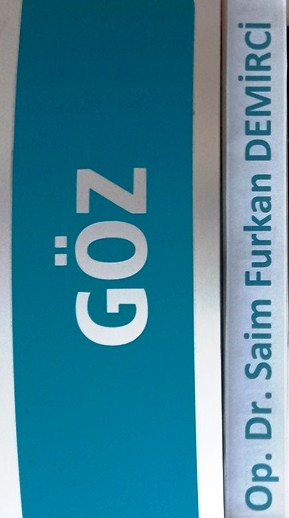 GÖZ
Op. Dr. Saim Furkan DEMİRCİ